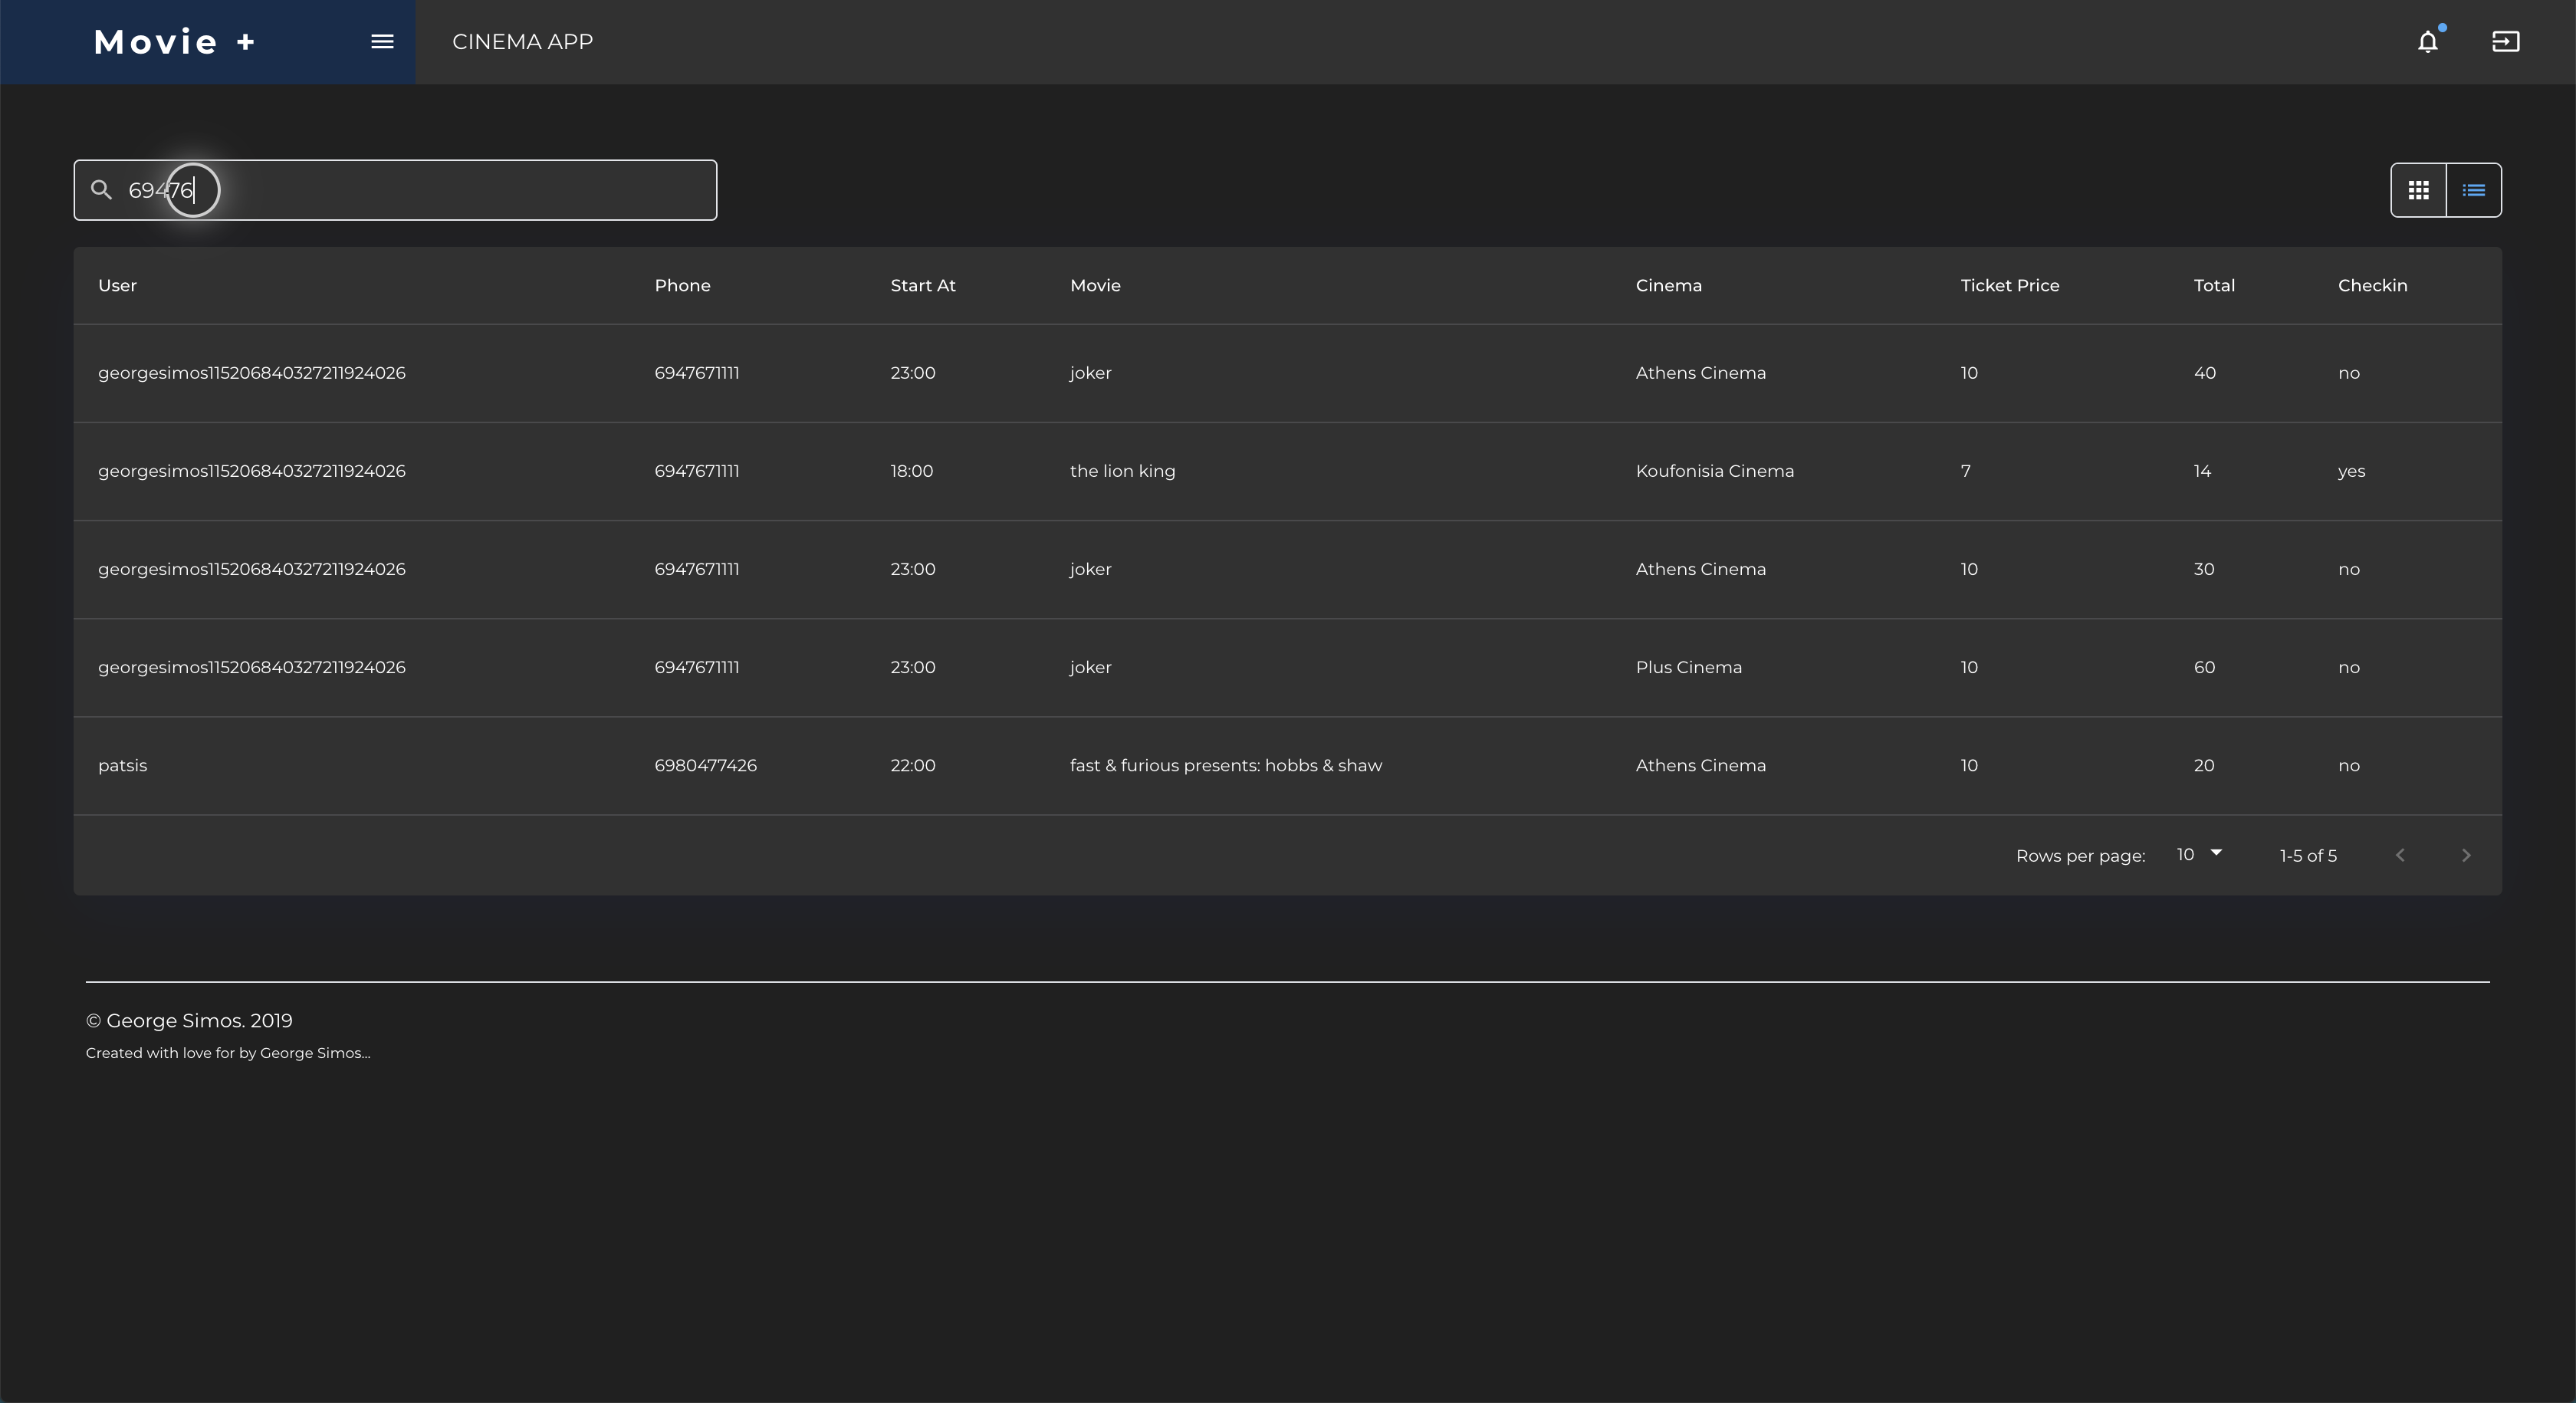 Movie + CINEMA APP
69476
User Phone Start At Movie Cinema Ticket Price Total Checkin
georgesimos115206840327211924026 6947671111 23:00 joker Athens Cinema 10 40 no
georgesimos115206840327211924026 6947671111 18:00 the lion king Koufonisia Cinema 7 14 yes
georgesimos115206840327211924026 6947671111 23:00 joker Athens Cinema 10 30 no
georgesimos115206840327211924026 6947671111 23:00 joker Plus Cinema 10 60 no
patsis 6980477426 22:00 fast & furious presents: hobbs & shaw Athens Cinema 10 20 no
Rows per page: 10 1-5 of 5
© George Simos. 2019
Created with love for by George Simos...